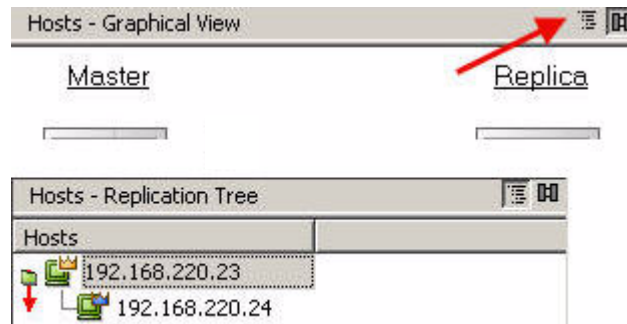 Hosts - Graphical View
Master Replica
Hosts - Replication Tree
Hosts
192.168.220.23
192.168.220.24